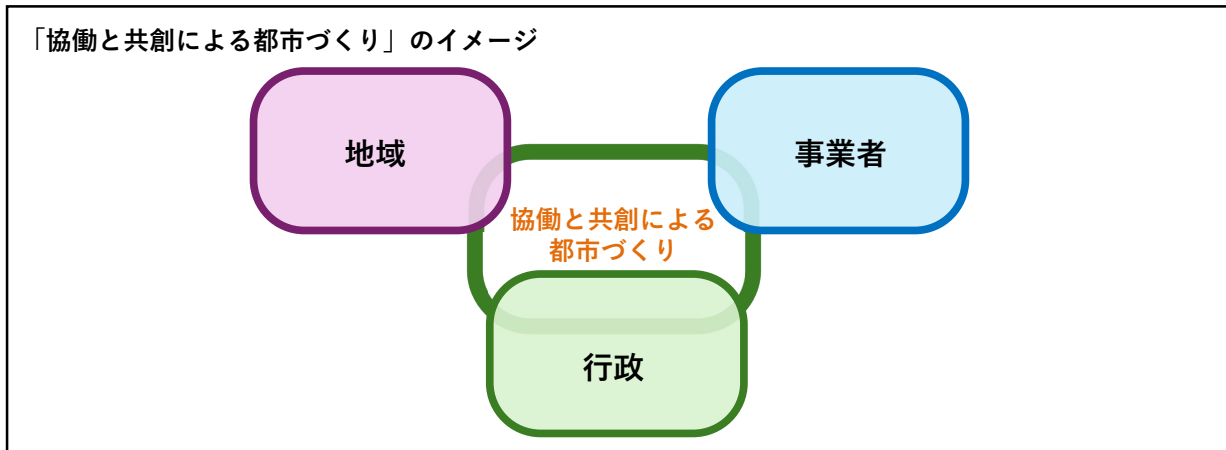 「協働と共創による都市づくり」のイメージ
地域
事業者
協働と共創による
都市づくり
行政